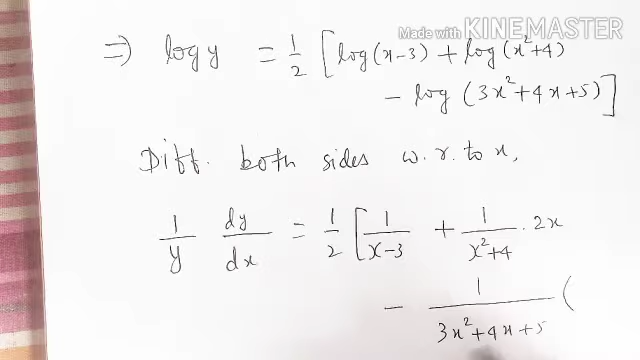 Made with KINEMASTER
⇒ log y = 1/2 [log(x-3) + log(x²+4)
- log (3x²+4x+5)]
Diff. both sides w.r.to x,
1/y dy/dx = 1/2 [1/(x-3) + 1/(x²+4) . 2x
- 1/(3x²+4x+5) (